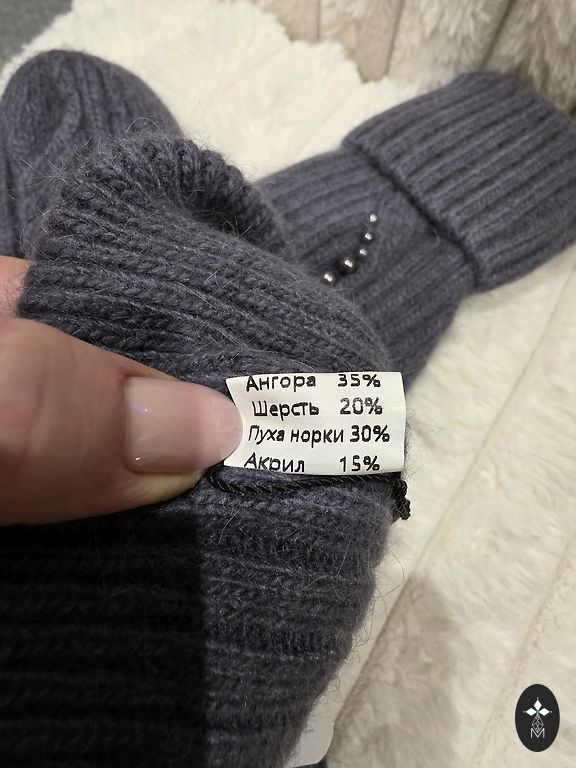 Ангора 35%
Шерсть 20%
Пуха норки 30%
Акрил 15%
M